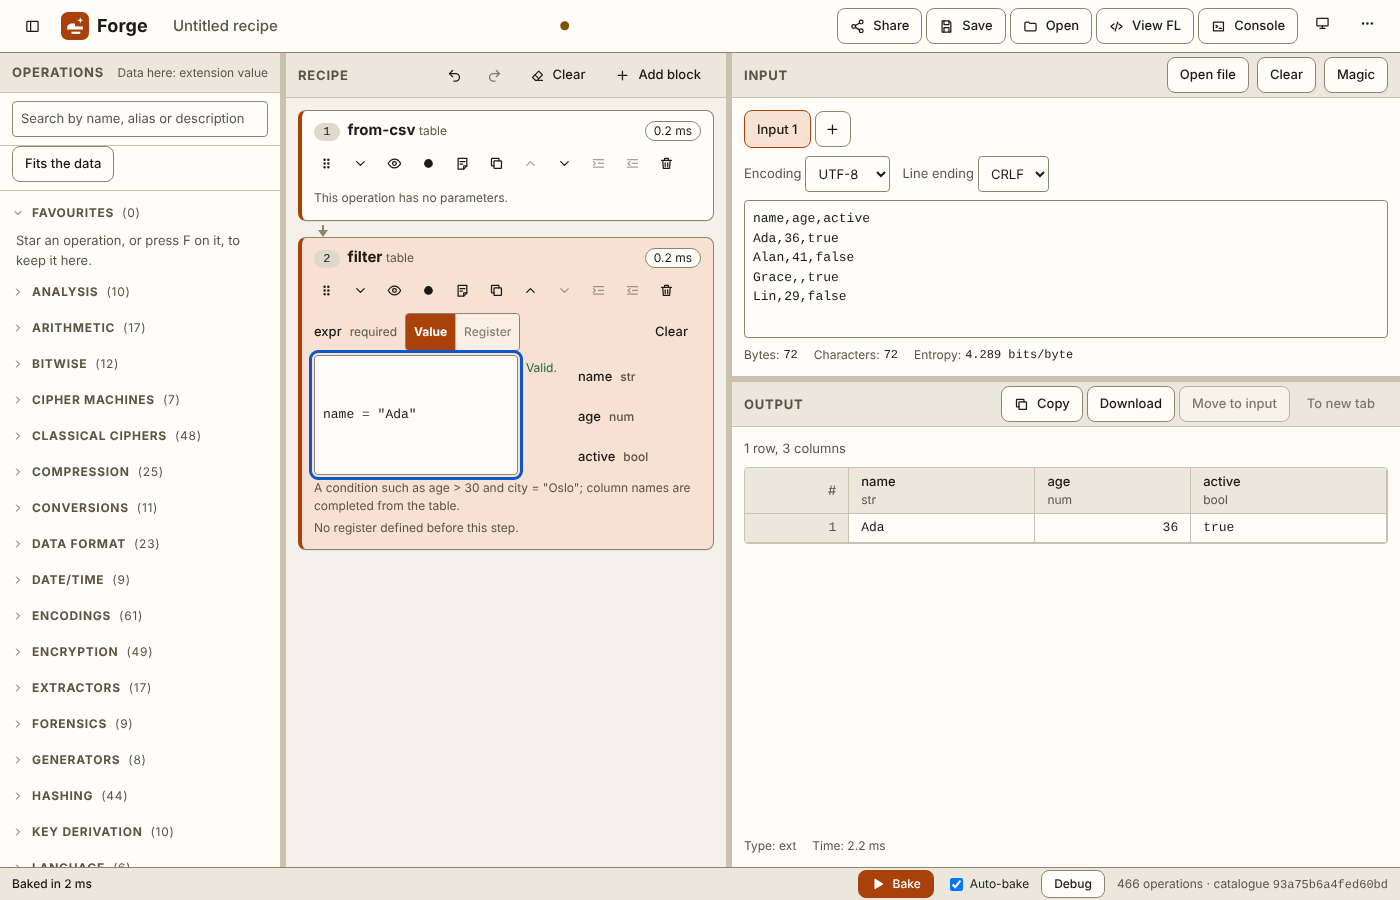 Forge
Untitled recipe
Share
Save
Open
View FL
Console
OPERATIONS
Data here: extension value
Search by name, alias or description
Fits the data
FAVOURITES (0)
Star an operation, or press F on it, to
keep it here.
ANALYSIS (10)
ARITHMETIC (17)
BITWISE (12)
CIPHER MACHINES (7)
CLASSICAL CIPHERS (48)
COMPRESSION (25)
CONVERSIONS (11)
DATA FORMAT (23)
DATE/TIME (9)
ENCODINGS (61)
ENCRYPTION (49)
EXTRACTORS (17)
FORENSICS (9)
GENERATORS (8)
HASHING (44)
KEY DERIVATION (10)
LANGUAGE (6)
RECIPE
Clear
Add block
1 from-csv table 0.2 ms
This operation has no parameters.
2 filter table 0.2 ms
expr required Value Register Clear
name = "Ada"
Valid.
name str
age num
active bool
A condition such as age > 30 and city = "Oslo"; column names are
completed from the table.
No register defined before this step.
INPUT
Open file
Clear
Magic
Input 1
Encoding UTF-8 Line ending CRLF
name,age,active
Ada,36,true
Alan,41,false
Grace,,true
Lin,29,false
Bytes: 72 Characters: 72 Entropy: 4.289 bits/byte
OUTPUT
Copy
Download
Move to input
To new tab
1 row, 3 columns
# name age active
str num bool
1 Ada 36 true
Type: ext Time: 2.2 ms
Baked in 2 ms
Bake
Auto-bake
Debug
466 operations · catalogue 93a75b6a4fed60bd